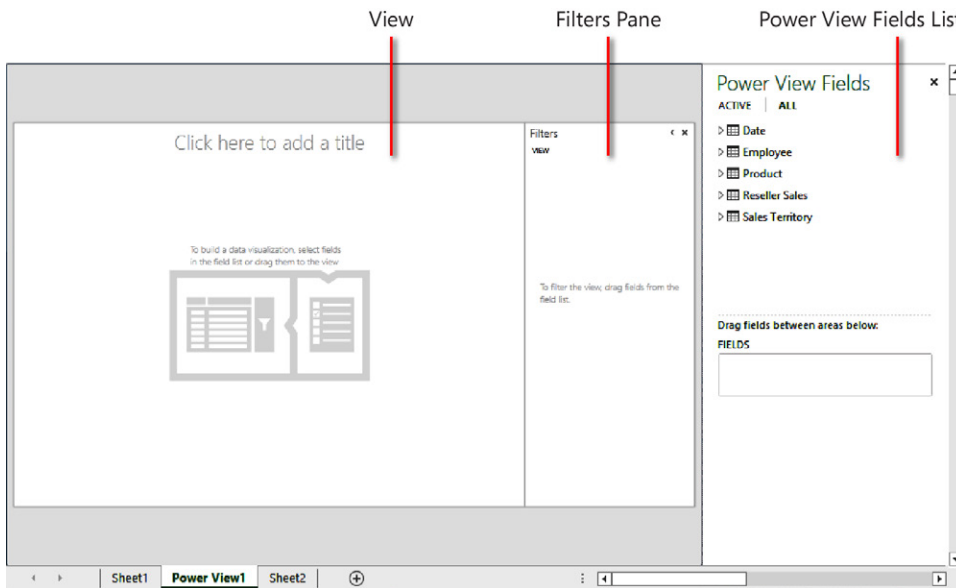 View
Filters Pane
Power View Fields List
Power View Fields
ACTIVE
ALL
Date
Employee
Product
Reseller Sales
Sales Territory
Click here to add a title
To build a data visualization, select fields
in the field list or drag them to the view
Filters
VIEW
To filter the view, drag fields from the
field list.
Drag fields between areas below:
FIELDS
Sheet1
Power View1
Sheet2